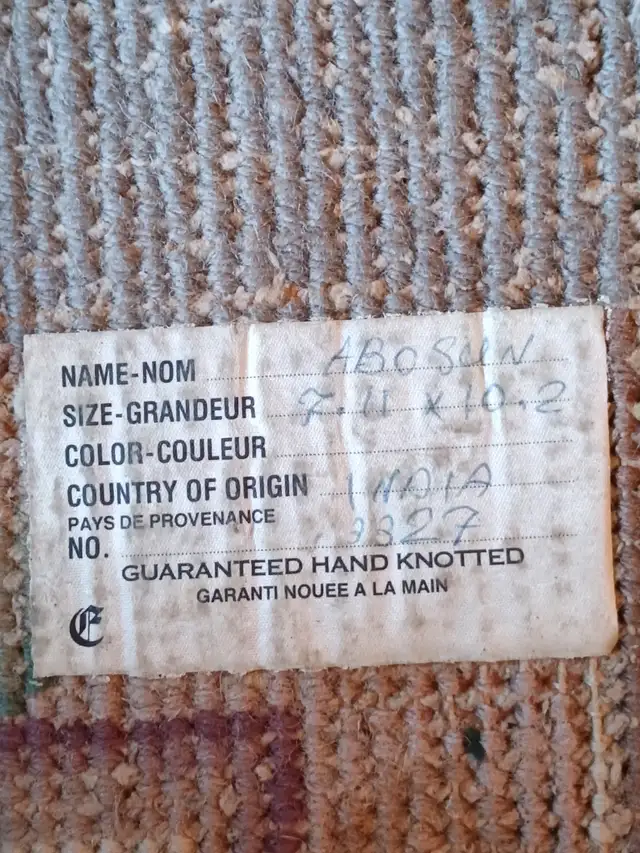 NAME-NOM ABOSUN
SIZE-GRANDEUR 7.11 x 10.2
COLOR-COULEUR
COUNTRY OF ORIGIN INDIA
PAYS DE PROVENANCE
NO. 3327
GUARANTEED HAND KNOTTED
GARANTI NOUEE A LA MAIN
E